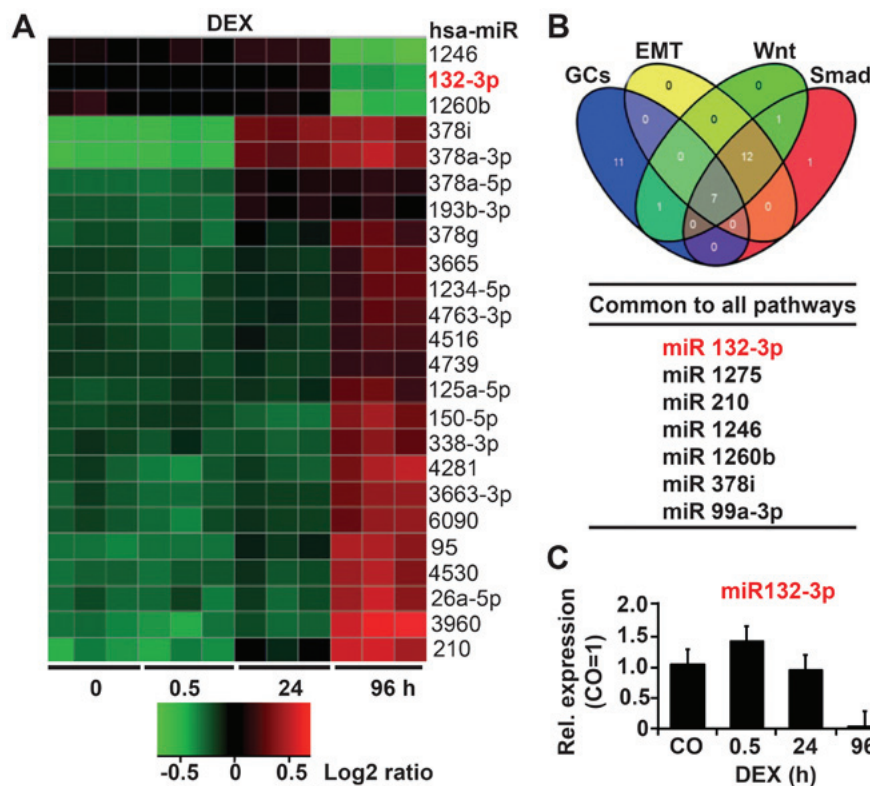 A
DEX
hsa-miR
1246
132-3p
1260b
378i
378a-3p
378a-5p
193b-3p
378g
3665
1234-5p
4763-3p
4516
4739
125a-5p
150-5p
338-3p
4281
3663-3p
6090
95
4530
26a-5p
3960
210
0 0.5 24 96 h
-0.5 0 0.5 Log2 ratio
B
EMT Wnt
GCs Smad
0 0
0 0 1
11 0 12 1
7
1 0 0 0
0
Common to all pathways
miR 132-3p
miR 1275
miR 210
miR 1246
1260b
miR 378i
miR 99a-3p
C
miR132-3p
Rel. expression
(CO=1)
2.0
1.5
1.0
0.5
0
CO 0.5 24 96
DEX (h)